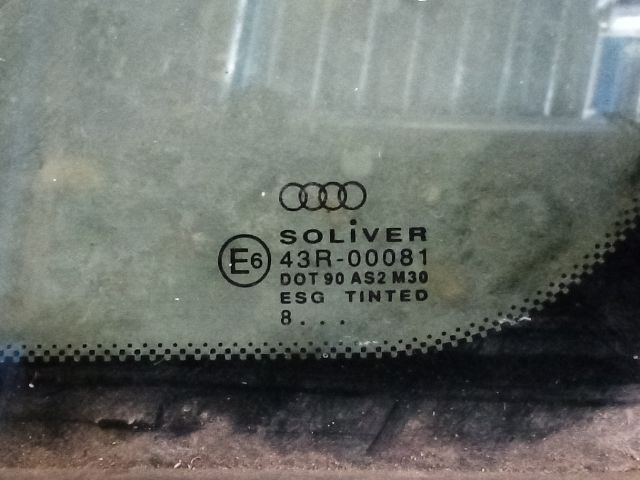 SOLiVER
E6 43R-00081
DOT 90 AS2 M30
ESG TINTED
8...